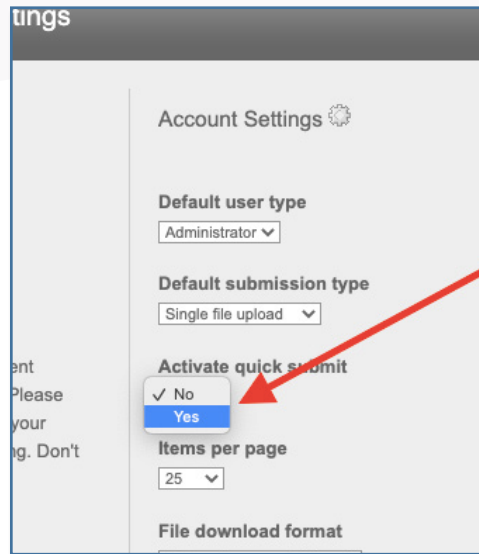 tings
Account Settings
Default user type
Administrator
Default submission type
Single file upload
ent
Please
your
ng. Don't
Activate quick submit
✓ No
Yes
Items per page
25
File download format